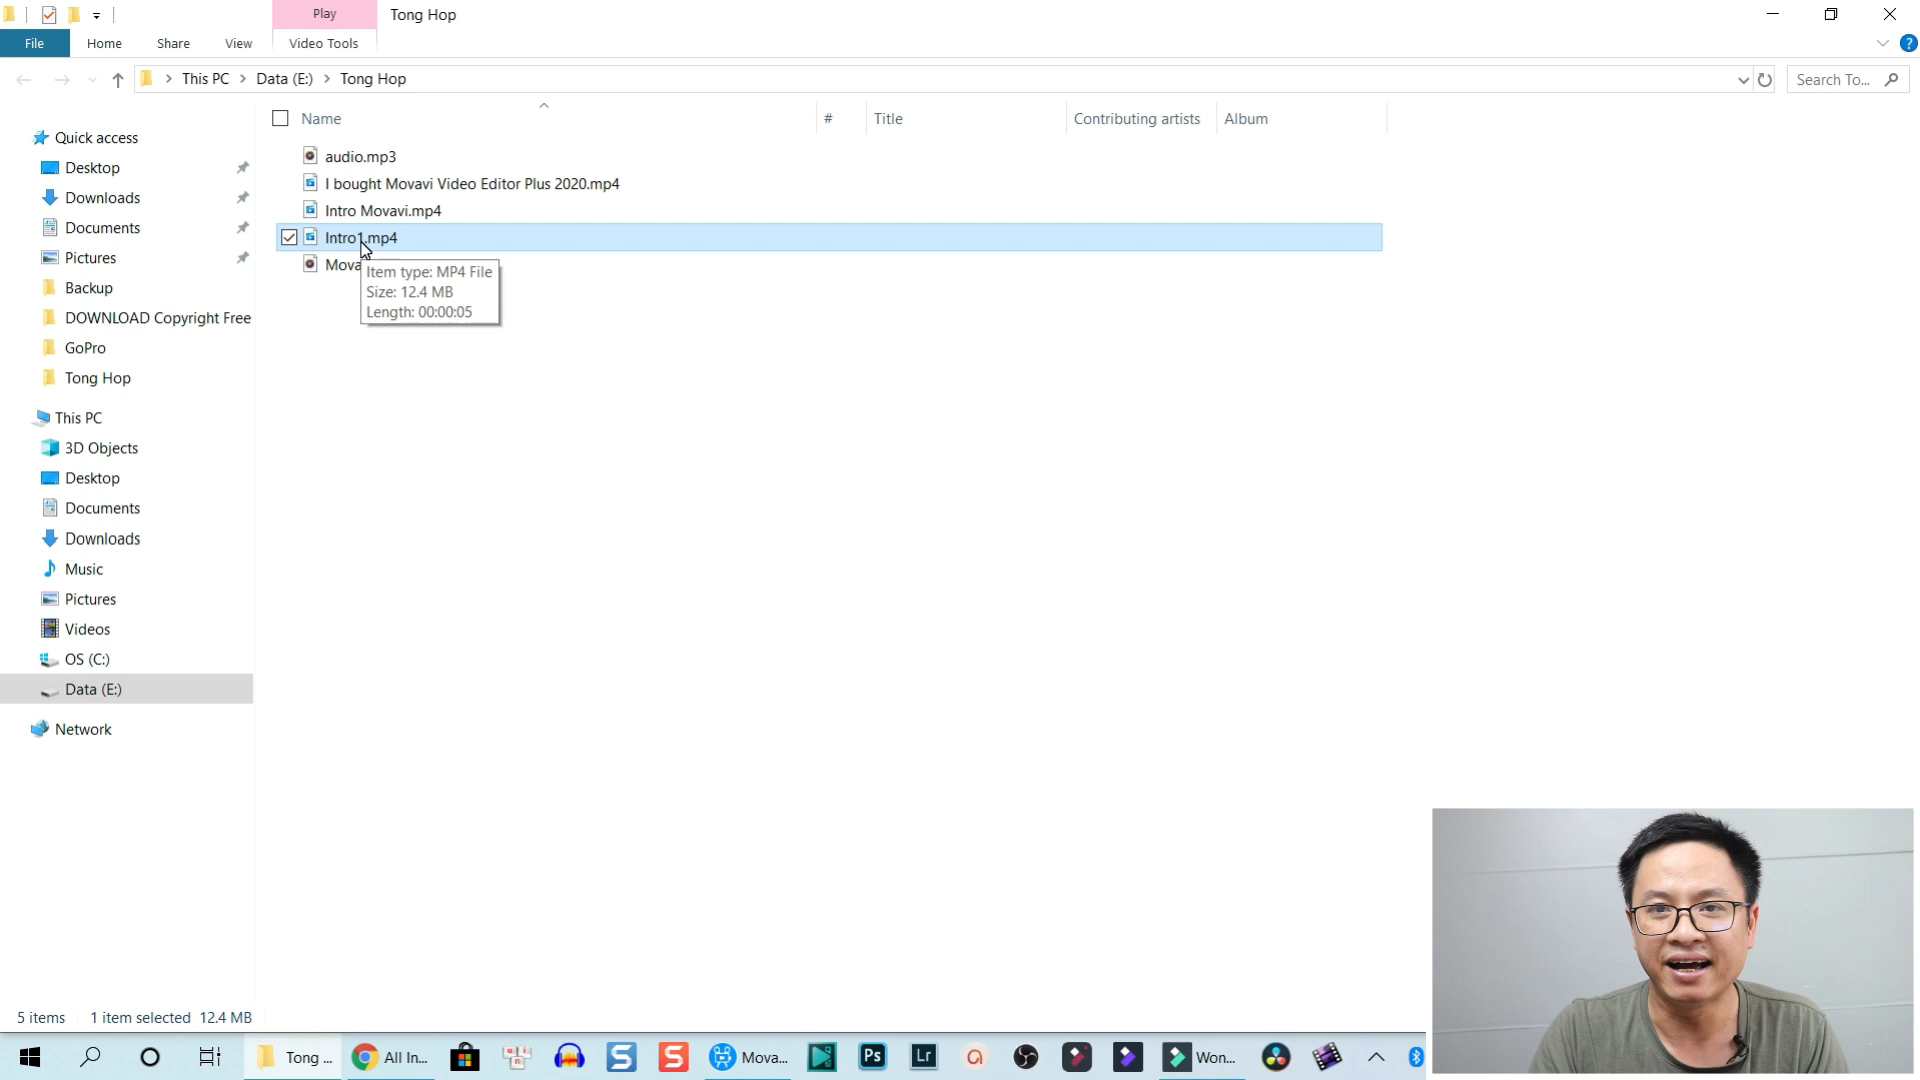 Play
Tong Hop
File
Home
Share
View
Video Tools
This PC
Data (E:)
Tong Hop
Search To...
Name
#
Title
Contributing artists
Album
Quick access
Desktop
Downloads
Documents
Pictures
Backup
DOWNLOAD Copyright Free
GoPro
Tong Hop
This PC
3D Objects
Desktop
Documents
Downloads
Music
Pictures
Videos
OS (C:)
Data (E:)
Network
audio.mp3
I bought Movavi Video Editor Plus 2020.mp4
Intro Movavi.mp4
Intro1.mp4
Mova
Item type: MP4 File
Size: 12.4 MB
Length: 00:00:05
5 items
1 item selected 12.4 MB
Tong ...
All In...
Mova...
Ps
Lr
Won...